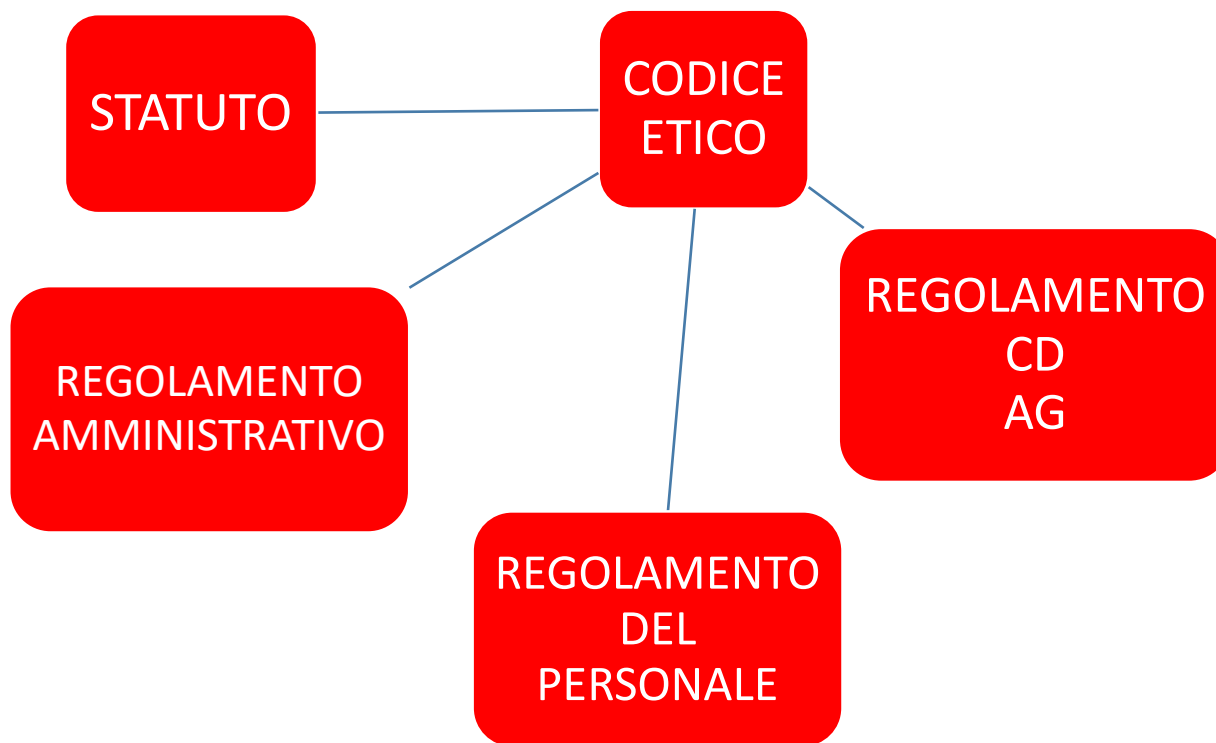 STATUTO
CODICE
ETICO
REGOLAMENTO
CD
AG
REGOLAMENTO
AMMINISTRATIVO
REGOLAMENTO
DEL
PERSONALE